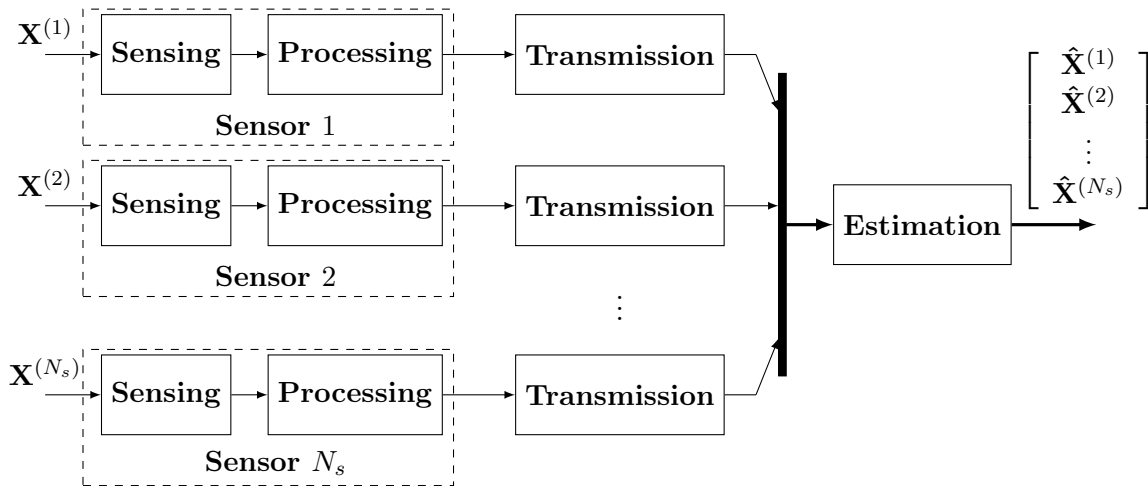 X^(1)
Sensing
Processing
Transmission
Sensor 1
X^(2)
Sensing
Processing
Transmission
Sensor 2
⋮
X^(N_s)
Sensing
Processing
Transmission
Sensor N_s
Estimation
X̂^(1)
X̂^(2)
⋮
X̂^(N_s)